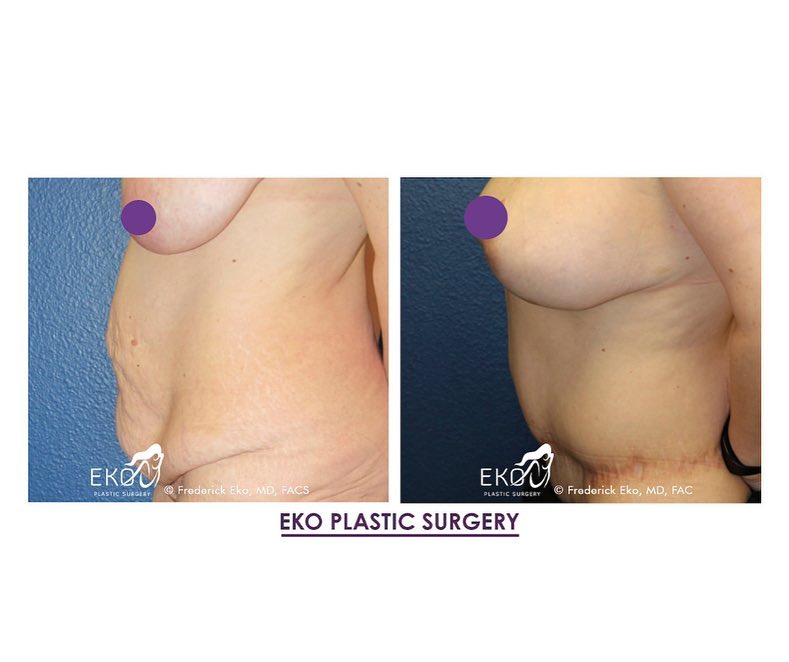 EKO
PLASTIC SURGERY
© Frederick Eko, MD, FACS
EKO
PLASTIC SURGERY
© Frederick Eko, MD, FAC
EKO PLASTIC SURGERY